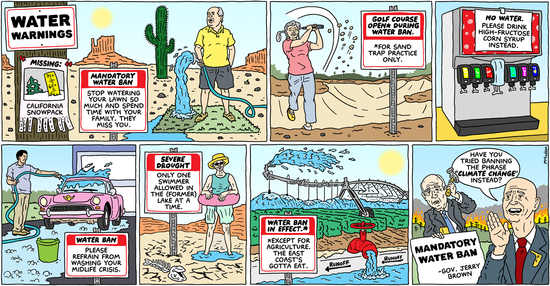 WATER
WARNINGS
MISSING:
CALIFORNIA
SNOWPACK
MANDATORY
WATER BAN
STOP WATERING
YOUR LAWN SO
MUCH AND SPEND
TIME WITH YOUR
FAMILY. THEY
MISS YOU.
GOLF COURSE
OPEN* DURING
WATER BAN.
*FOR SAND
TRAP PRACTICE
ONLY.
NO WATER.
PLEASE DRINK
HIGH-FRUCTOSE
CORN SYRUP
INSTEAD.
WATER BAN
PLEASE
REFRAIN FROM
WASHING YOUR
MIDLIFE CRISIS.
SEVERE
DROUGHT
ONLY ONE
SWIMMER
ALLOWED IN
THE (FORMER)
LAKE AT A
TIME.
WATER BAN
IN EFFECT.*
*EXCEPT FOR
AGRICULTURE.
THE EAST
COAST'S
GOTTA EAT.
RUNOFF
RUNOFF
HAVE YOU
TRIED BANNING
THE PHRASE
"CLIMATE CHANGE"
INSTEAD?
MANDATORY
WATER BAN
-GOV. JERRY
BROWN